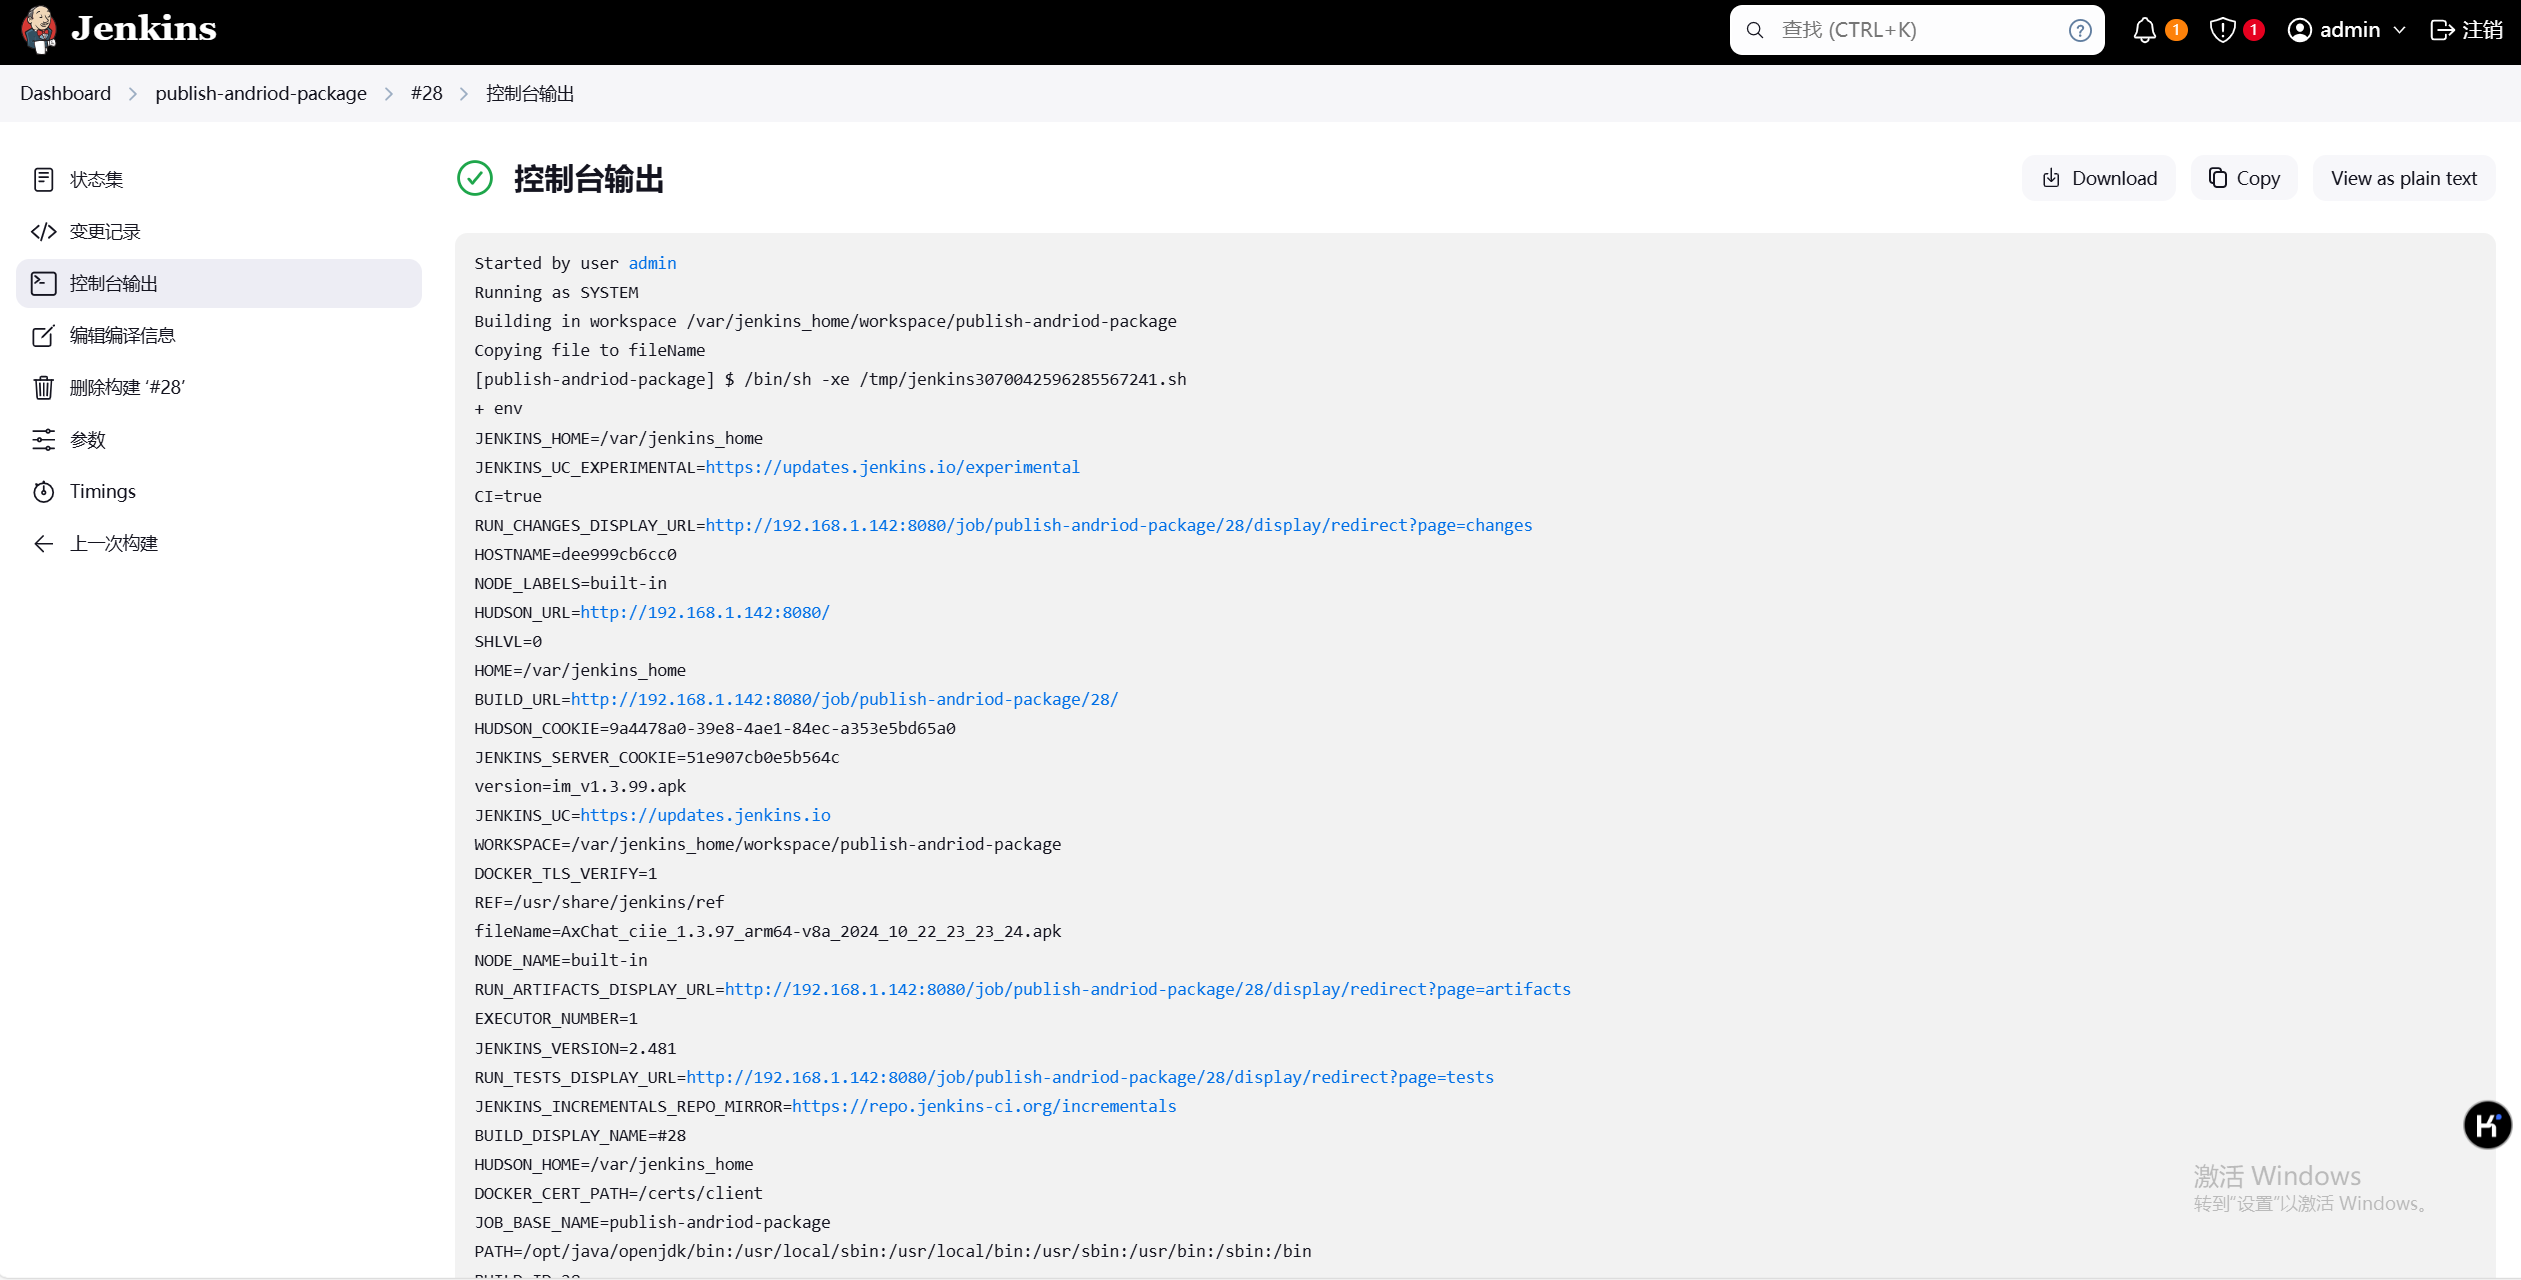 Jenkins
查找 (CTRL+K)
1
1
admin
注销
Dashboard
publish-andriod-package
#28
控制台输出
状态集
变更记录
控制台输出
编辑编译信息
删除构建 ‘#28’
参数
Timings
上一次构建
控制台输出
Download
Copy
View as plain text
Started by user admin
Running as SYSTEM
Building in workspace /var/jenkins_home/workspace/publish-andriod-package
Copying file to fileName
[publish-andriod-package] $ /bin/sh -xe /tmp/jenkins3070042596285567241.sh
+ env
JENKINS_HOME=/var/jenkins_home
JENKINS_UC_EXPERIMENTAL=https://updates.jenkins.io/experimental
CI=true
RUN_CHANGES_DISPLAY_URL=http://192.168.1.142:8080/job/publish-andriod-package/28/display/redirect?page=changes
HOSTNAME=dee999cb6cc0
NODE_LABELS=built-in
HUDSON_URL=http://192.168.1.142:8080/
SHLVL=0
HOME=/var/jenkins_home
BUILD_URL=http://192.168.1.142:8080/job/publish-andriod-package/28/
HUDSON_COOKIE=9a4478a0-39e8-4ae1-84ec-a353e5bd65a0
JENKINS_SERVER_COOKIE=51e907cb0e5b564c
version=im_v1.3.99.apk
JENKINS_UC=https://updates.jenkins.io
WORKSPACE=/var/jenkins_home/workspace/publish-andriod-package
DOCKER_TLS_VERIFY=1
REF=/usr/share/jenkins/ref
fileName=AxChat_ciie_1.3.97_arm64-v8a_2024_10_22_23_23_24.apk
NODE_NAME=built-in
RUN_ARTIFACTS_DISPLAY_URL=http://192.168.1.142:8080/job/publish-andriod-package/28/display/redirect?page=artifacts
EXECUTOR_NUMBER=1
JENKINS_VERSION=2.481
RUN_TESTS_DISPLAY_URL=http://192.168.1.142:8080/job/publish-andriod-package/28/display/redirect?page=tests
JENKINS_INCREMENTALS_REPO_MIRROR=https://repo.jenkins-ci.org/incrementals
BUILD_DISPLAY_NAME=#28
HUDSON_HOME=/var/jenkins_home
DOCKER_CERT_PATH=/certs/client
JOB_BASE_NAME=publish-andriod-package
PATH=/opt/java/openjdk/bin:/usr/local/sbin:/usr/local/bin:/usr/sbin:/usr/bin:/sbin:/bin
K
激活 Windows
转到“设置”以激活 Windows。